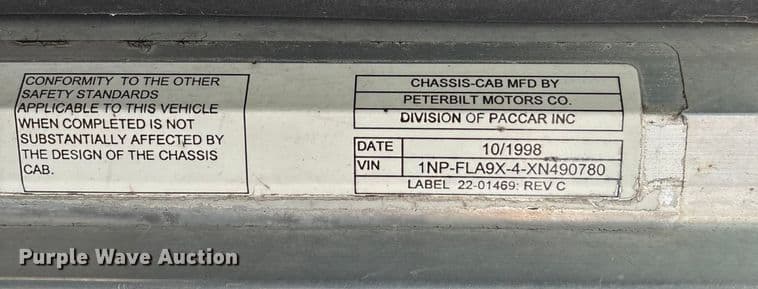 CONFORMITY TO THE OTHER
SAFETY STANDARDS
APPLICABLE TO THIS VEHICLE
WHEN COMPLETED IS NOT
SUBSTANTIALLY AFFECTED BY
THE DESIGN OF THE CHASSIS
CAB.
CHASSIS-CAB MFD BY
PETERBILT MOTORS CO.
DIVISION OF PACCAR INC
DATE 10/1998
VIN 1NP-FLA9X-4-XN490780
LABEL 22-01469: REV C
Purple Wave Auction